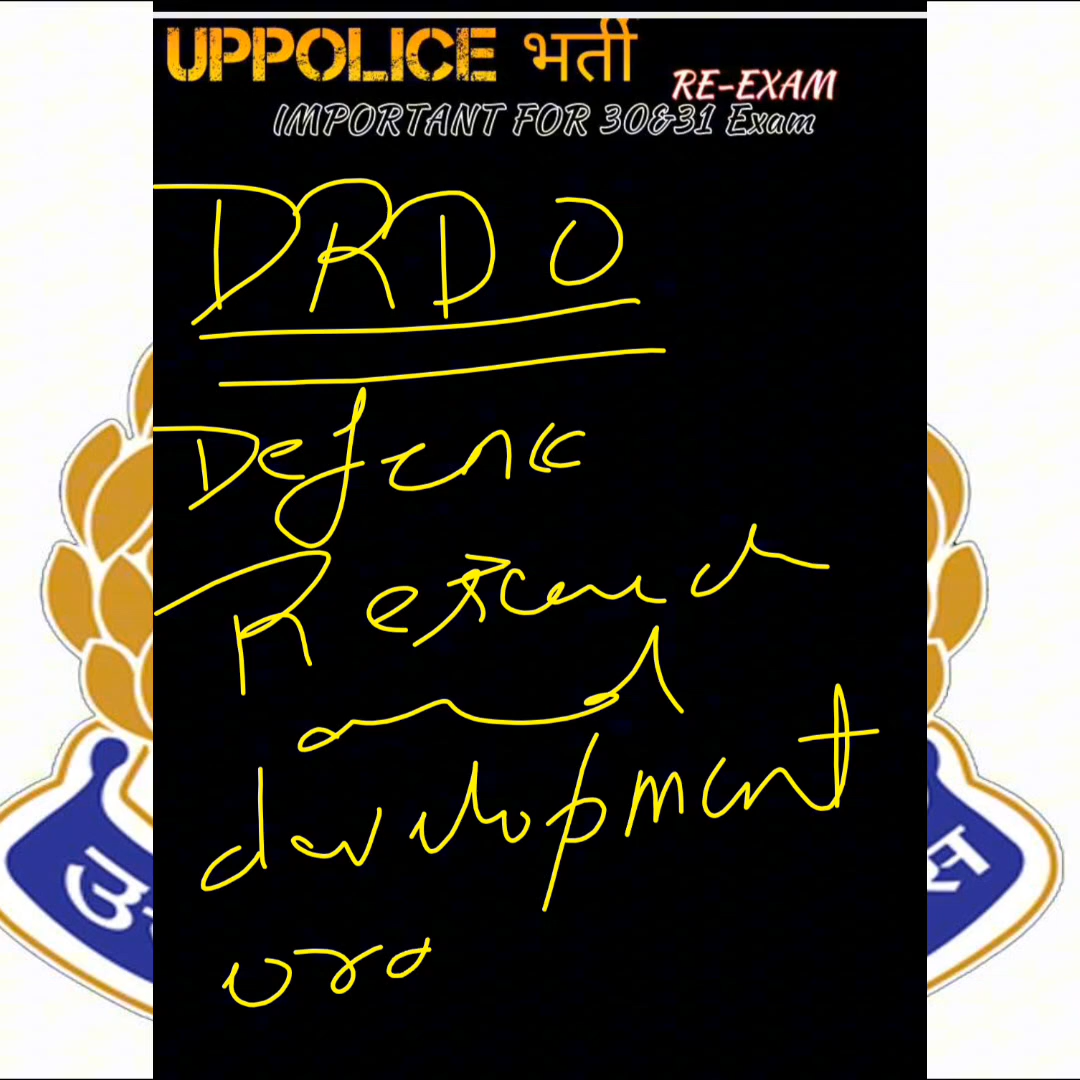 UPPOLICE भर्ती
RE-EXAM
IMPORTANT FOR 30&31 Exam
DRDO
Defence
Research
and
development